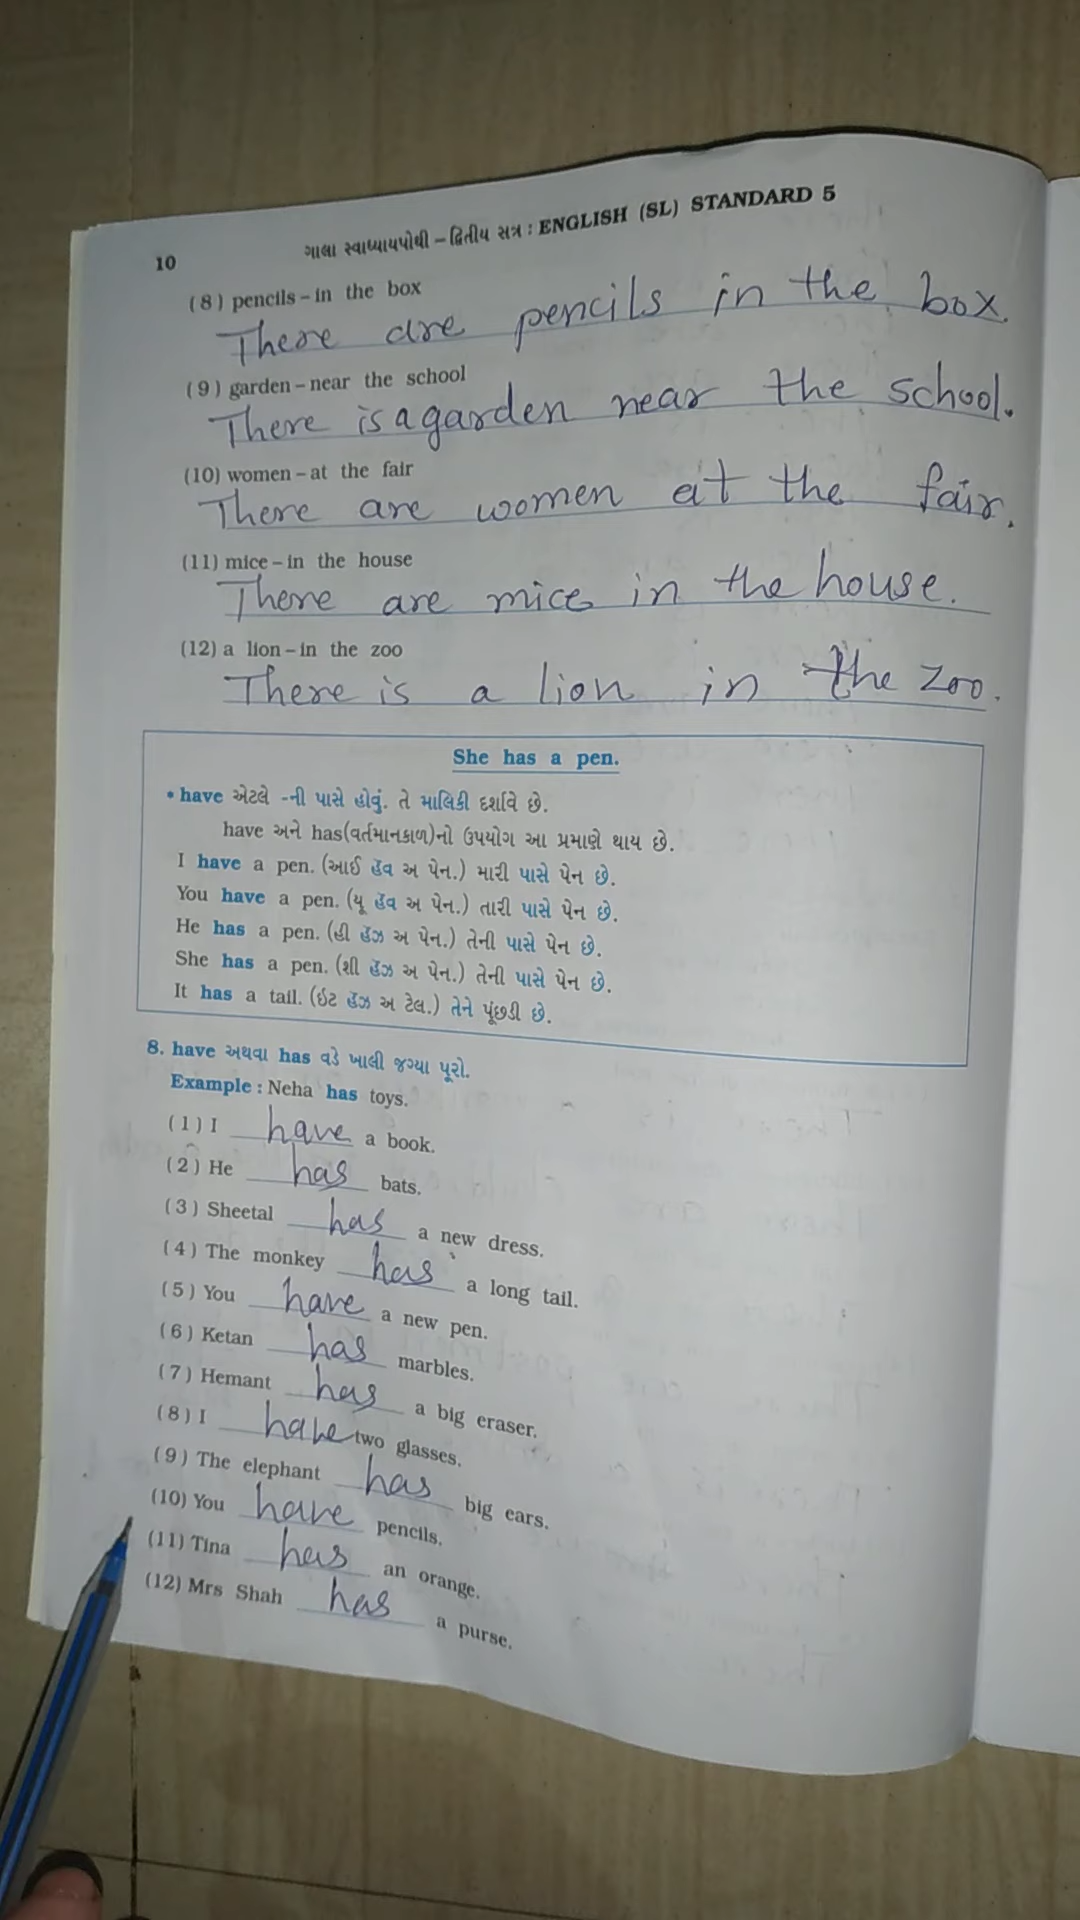 10 ગાલા સ્વાધ્યાયપોથી – દ્વિતીય સત્ર : ENGLISH (SL) STANDARD 5
( 8 ) pencils – in the box
There are pencils in the box.
( 9 ) garden – near the school
There is a garden near the school.
(10) women – at the fair
There are women at the fair.
(11) mice – in the house
There are mice in the house.
(12) a lion – in the zoo
There is a lion in the zoo.
She has a pen.
• have એટલે -ની પાસે હોવું. તે માલિકી દર્શાવે છે.
have અને has(વર્તમાનકાળ)નો ઉપયોગ આ પ્રમાણે થાય છે.
I have a pen. (આઈ હૅવ અ પેન.) મારી પાસે પેન છે.
You have a pen. (યૂ હૅવ અ પેન.) તારી પાસે પેન છે.
He has a pen. (હી હૅઝ અ પેન.) તેની પાસે પેન છે.
She has a pen. (શી હૅઝ અ પેન.) તેની પાસે પેન છે.
It has a tail. (ઇટ હૅઝ અ ટેલ.) તેને પૂંછડી છે.
8. have અથવા has વડે ખાલી જગ્યા પૂરો.
Example : Neha has toys.
( 1 ) I have a book.
( 2 ) He has bats.
( 3 ) Sheetal has a new dress.
( 4 ) The monkey has a long tail.
( 5 ) You have a new pen.
( 6 ) Ketan has marbles.
( 7 ) Hemant has a big eraser.
( 8 ) I have two glasses.
( 9 ) The elephant has big ears.
(10) You have pencils.
(11) Tina has an orange.
(12) Mrs Shah has a purse.